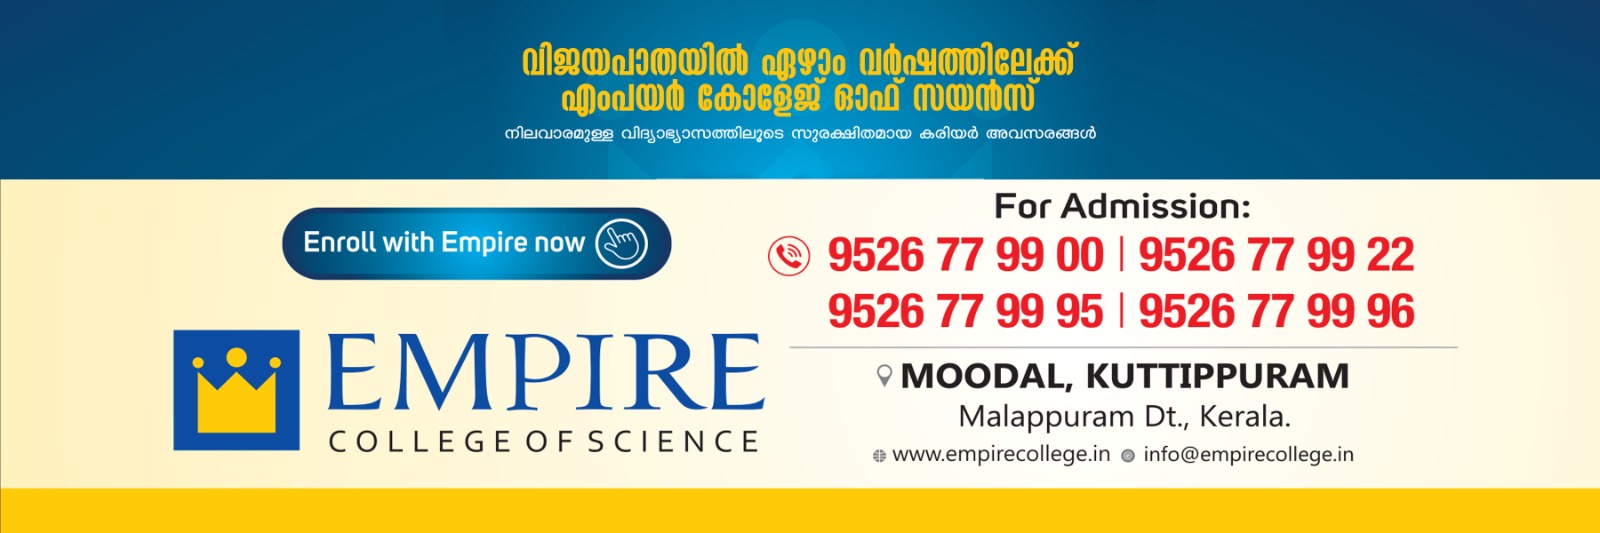 വിജയപാതയിൽ ഏഴാം വർഷത്തിലേക്ക്
എംപയർ കോളേജ് ഓഫ് സയൻസ്
നിലവാരമുള്ള വിദ്യാഭ്യാസത്തിലൂടെ സുരക്ഷിതമായ കരിയർ അവസരങ്ങൾ
Enroll with Empire now
EMPIRE
COLLEGE OF SCIENCE
For Admission:
9526 77 99 00 | 9526 77 99 22
9526 77 99 95 | 9526 77 99 96
MOODAL, KUTTIPPURAM
Malappuram Dt., Kerala.
www.empirecollege.in info@empirecollege.in